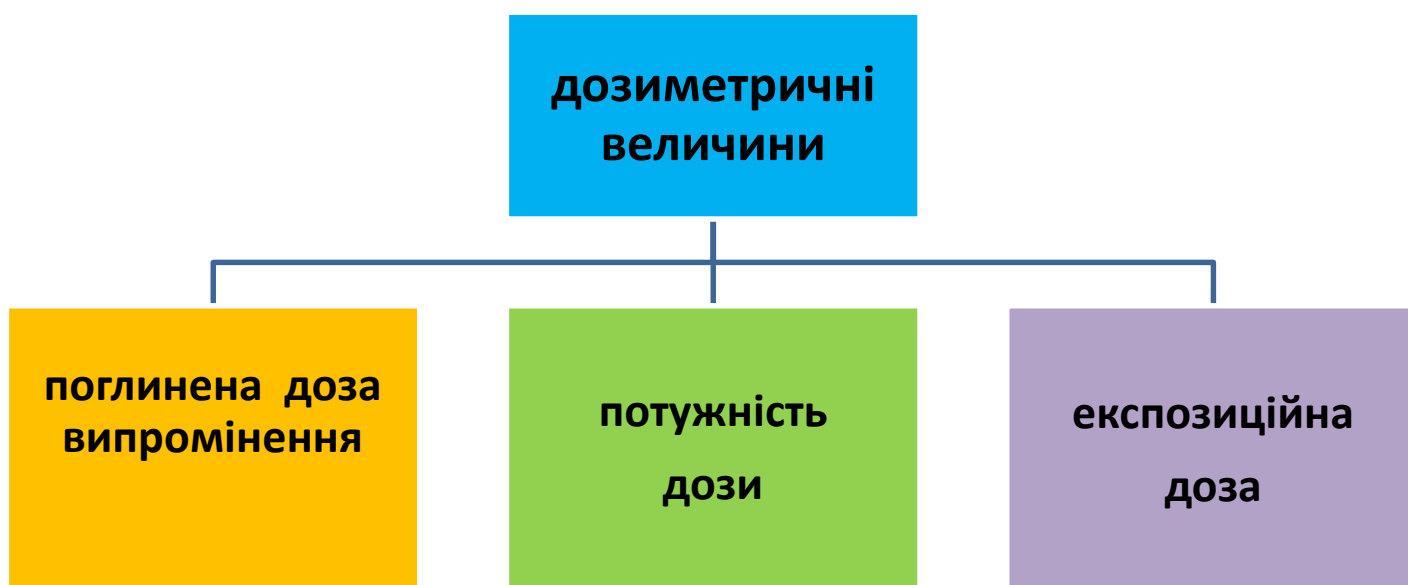 дозиметричні
величини
поглинена доза
випромінення
потужність
дози
експозиційна
доза